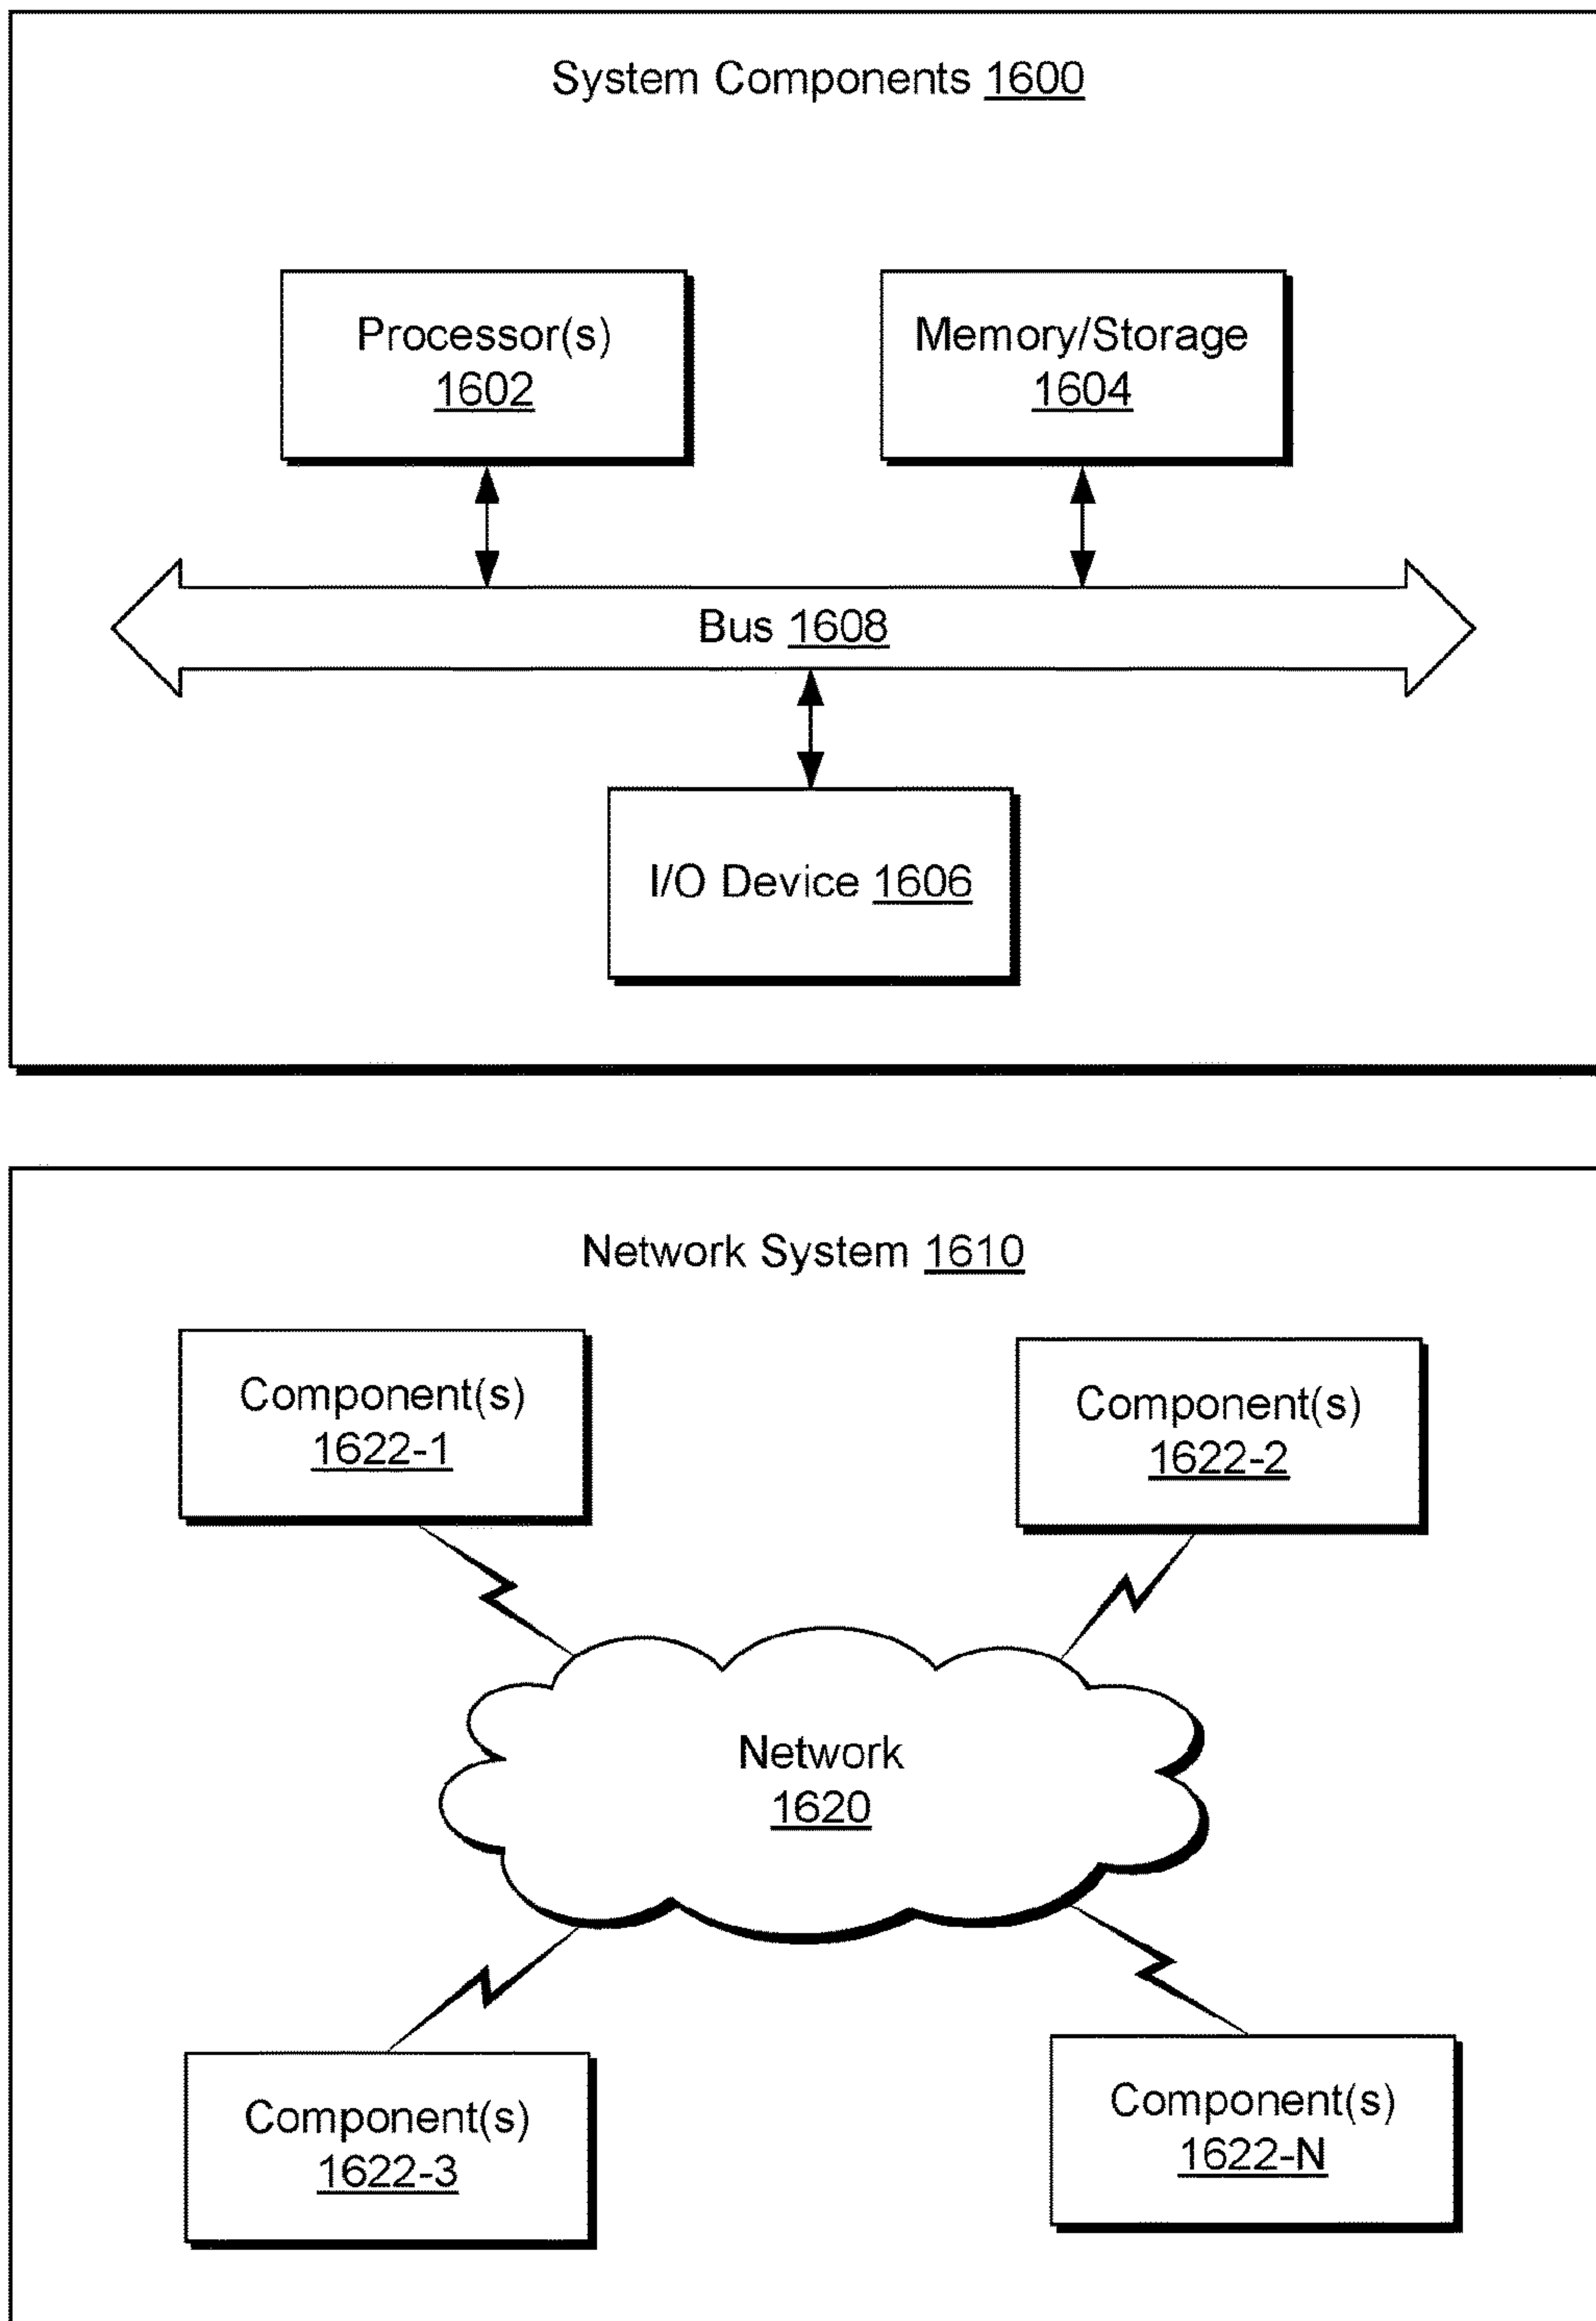 System Components 1600
Processor(s)
1602
Memory/Storage
1604
Bus 1608
I/O Device 1606
Network System 1610
Component(s)
1622-1
Component(s)
1622-2
Network
1620
Component(s)
1622-3
Component(s)
1622-N